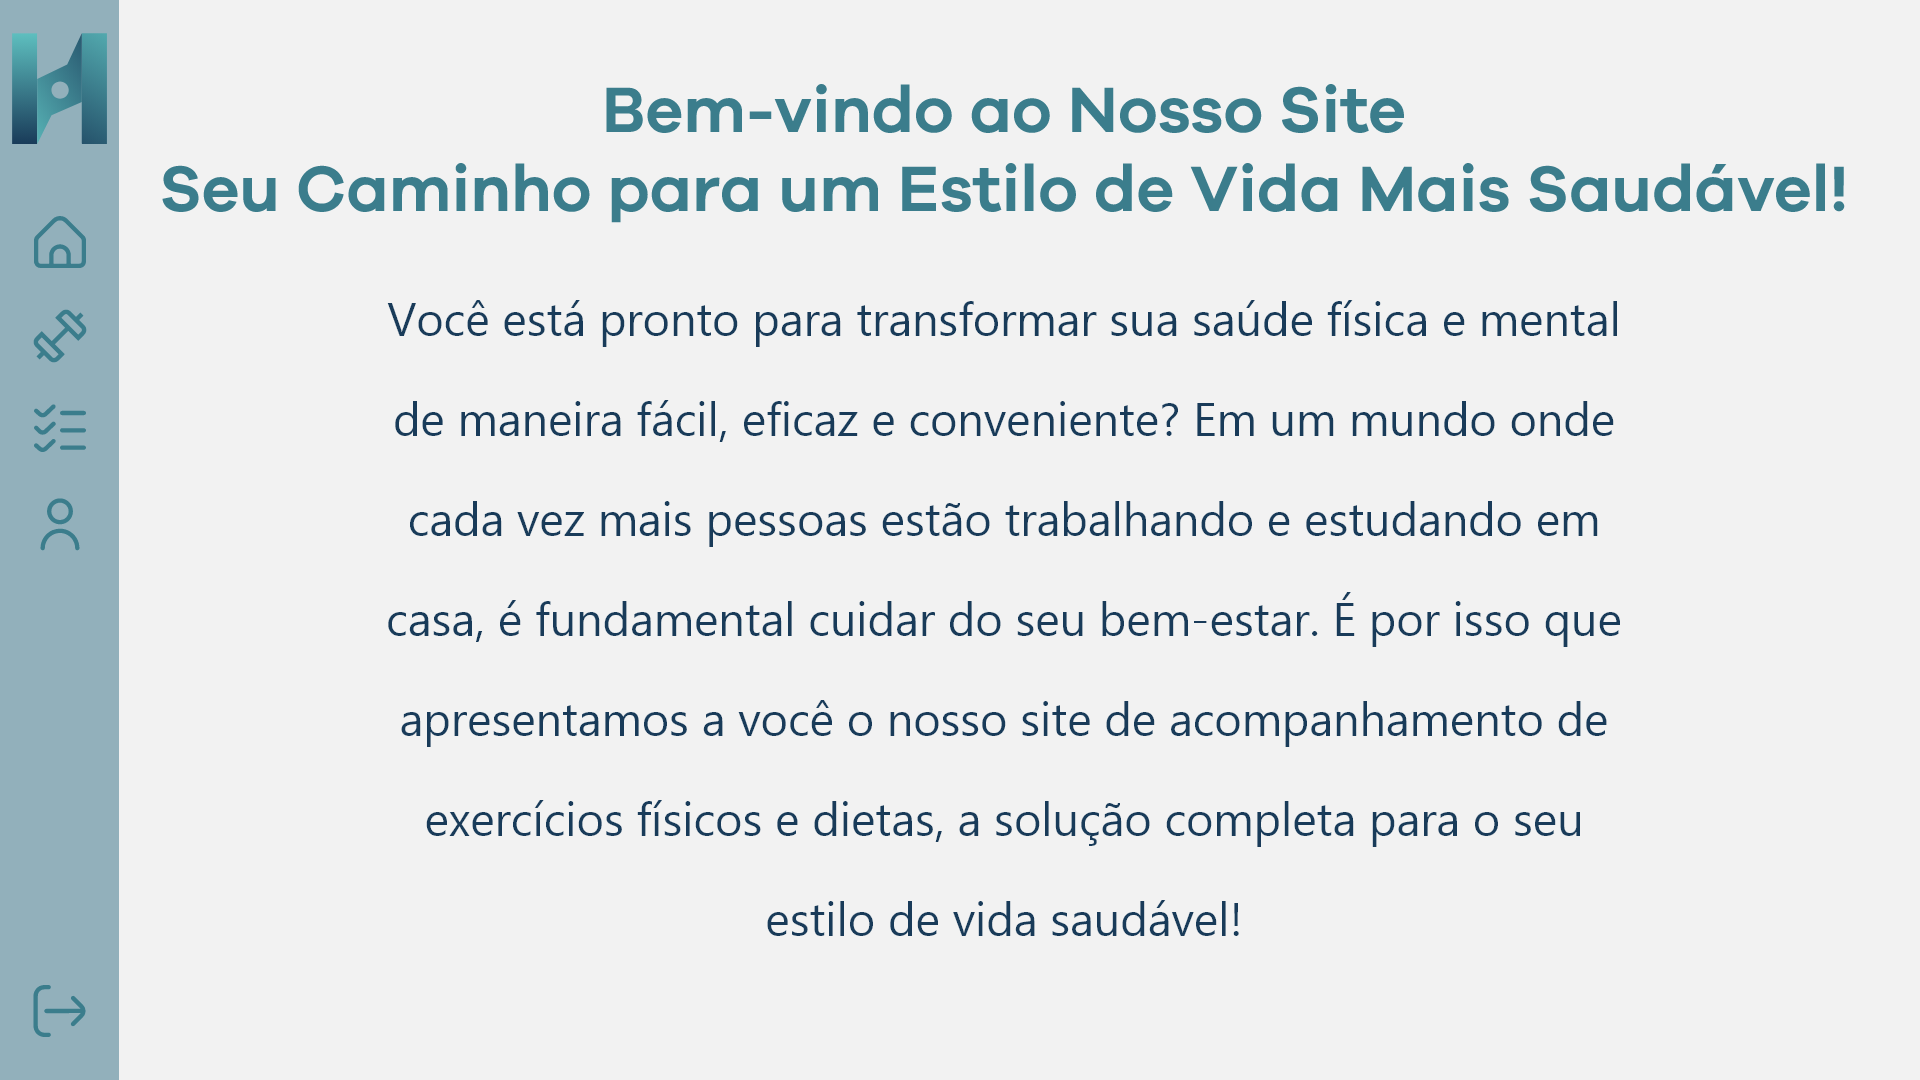 Bem-vindo ao Nosso Site
Seu Caminho para um Estilo de Vida Mais Saudável!
Você está pronto para transformar sua saúde física e mental
de maneira fácil, eficaz e conveniente? Em um mundo onde
cada vez mais pessoas estão trabalhando e estudando em
casa, é fundamental cuidar do seu bem-estar. É por isso que
apresentamos a você o nosso site de acompanhamento de
exercícios físicos e dietas, a solução completa para o seu
estilo de vida saudável!